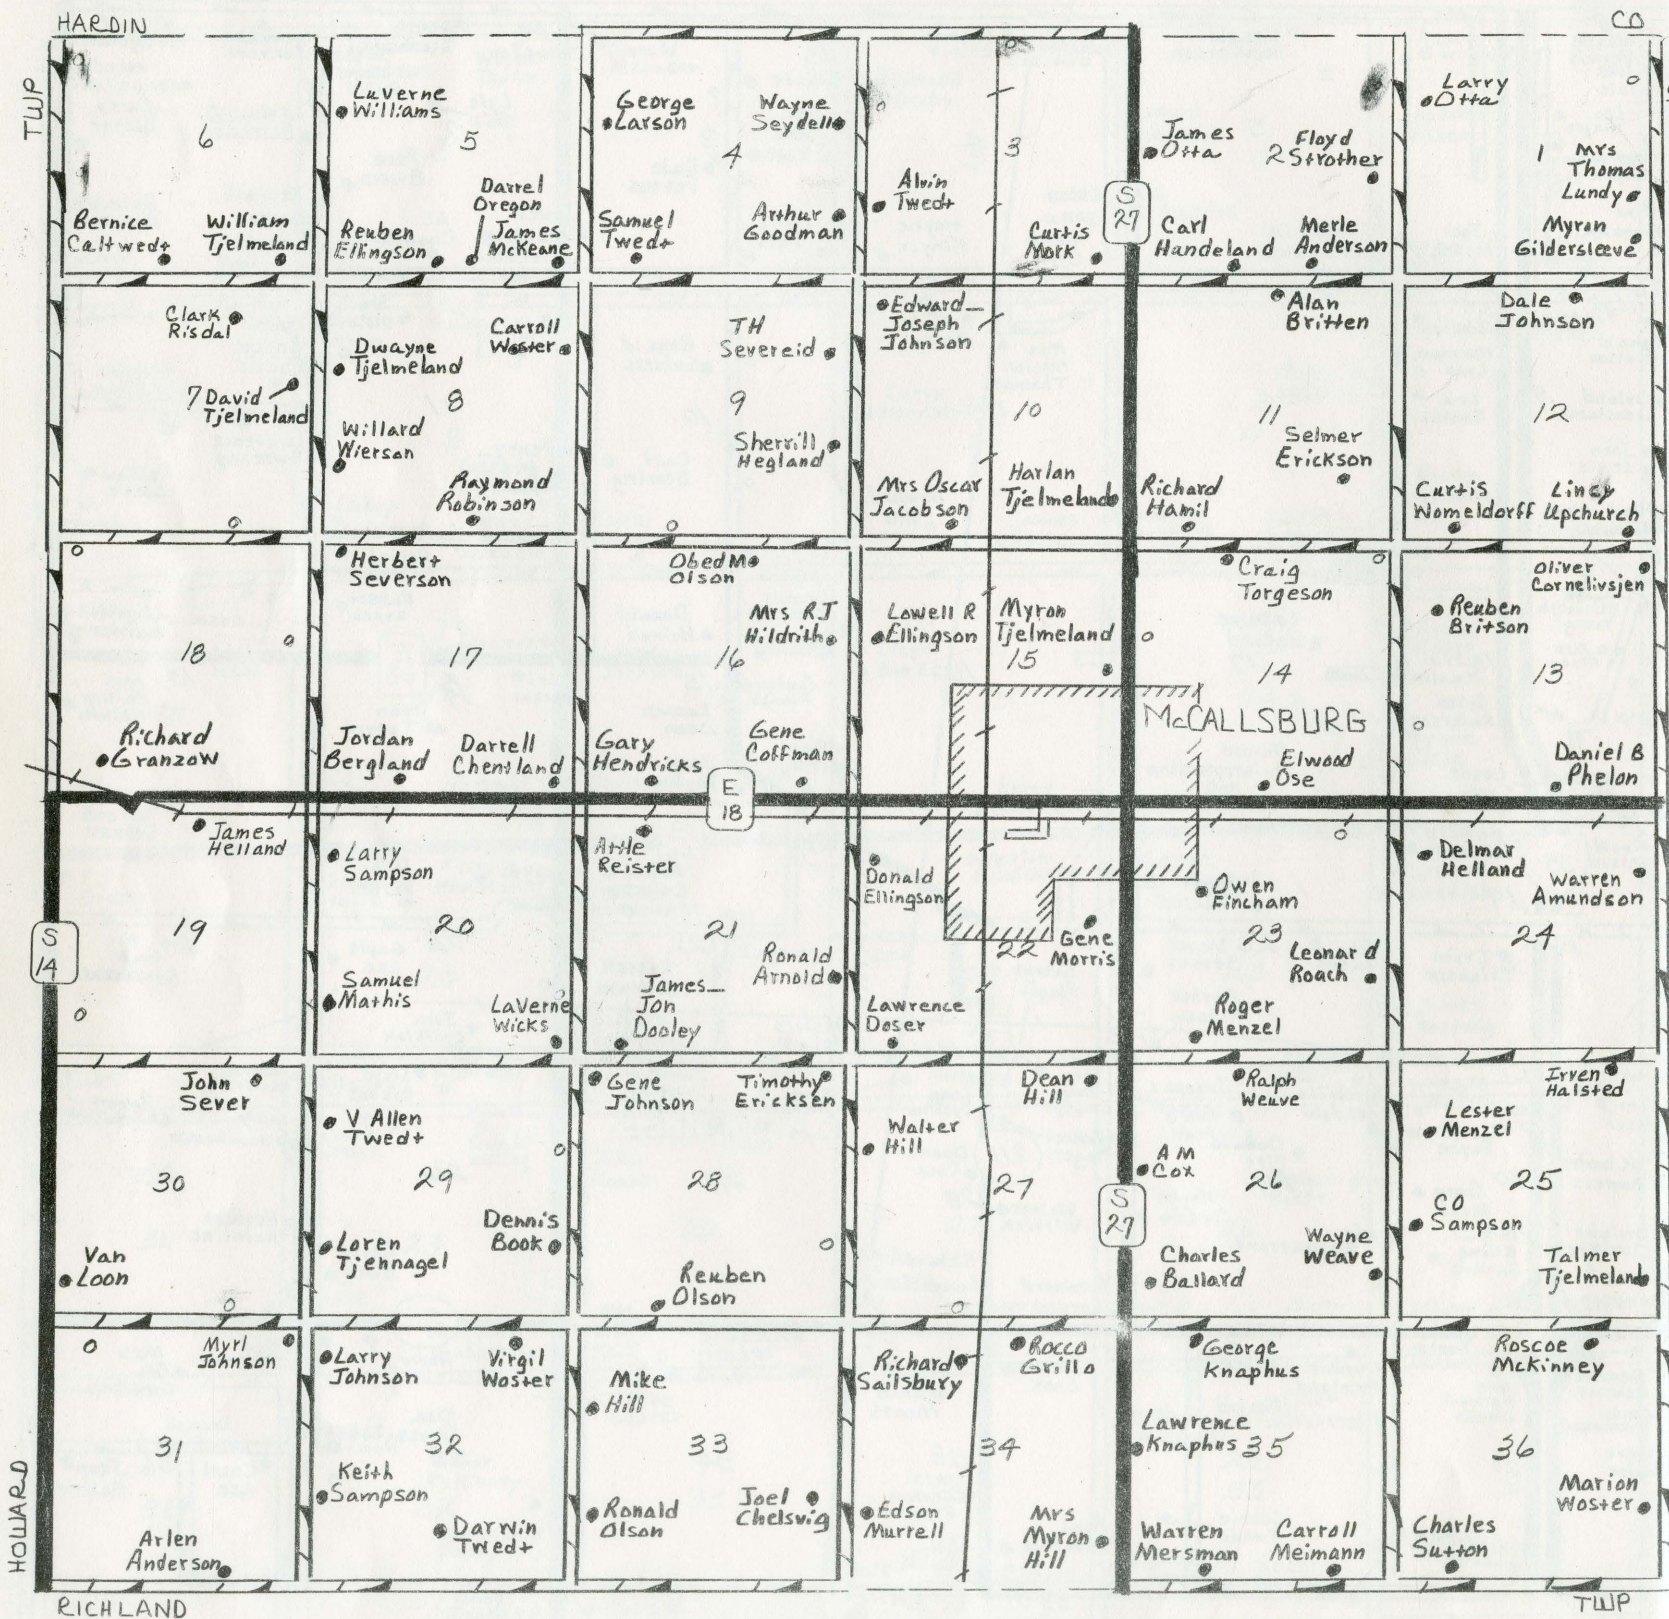 HARDIN
CO
TWP
6
Bernice
Caltwedt
William
Tjelmeland
Luverne
Williams
5
Darrel
Oregon
Reuben
Ellingson
James
McKeane
George
Larson
Wayne
Seydell
4
Samuel
Twedt
Arthur
Goodman
3
Alvin
Twedt
Curtis
Mork
S
27
James
Otta
2
Floyd
Strother
Carl
Handeland
Merle
Anderson
Larry
Otta
1
Mrs
Thomas
Lundy
Myron
Gildersleeve
Clark
Risdal
7
David
Tjelmeland
Carroll
Woster
Dwayne
Tjelmeland
8
Willard
Wierson
Raymond
Robinson
TH
Severeid
9
Sherrill
Hegland
Edward
Joseph
Johnson
10
Mrs Oscar
Jacobson
Harlan
Tjelmeland
Alan
Britten
11
Selmer
Erickson
Richard
Hamil
Dale
Johnson
12
Curtis
Womeldorff
Lincy
Upchurch
18
Richard
Granzow
Herbert
Severson
17
Jordan
Bergland
Darrell
Chentland
Obed M
Olson
Mrs RJ
Hildrith
16
Gary
Hendricks
Gene
Coffman
Lowell R
Ellingson
Myron
Tjelmeland
15
Craig
Torgeson
14
McCALLSBURG
Elwood
Ose
Oliver
Cornelivsjen
Reuben
Britson
13
Daniel B
Phelon
E
18
James
Helland
19
S
14
Larry
Sampson
20
Samuel
Mathis
LaVerne
Wicks
Attle
Reister
21
Ronald
Arnold
James
Jon
Dooley
Donald
Ellingson
22
Gene
Morris
Lawrence
Doser
Owen
Fincham
23
Leonard
Roach
Roger
Menzel
Delmar
Helland
Warren
Amundson
24
John
Sever
30
Van
Loon
V Allen
Twedt
29
Dennis
Book
Loren
Tjennagel
Gene
Johnson
Timothy
Ericksen
28
Reuben
Olson
Dean
Hill
Walter
Hill
27
S
27
Ralph
Weuve
AM
Cox
26
Wayne
Weave
Charles
Ballard
Irven
Halsted
Lester
Menzel
25
CO
Sampson
Talmer
Tjelmeland
Myrl
Johnson
31
Arlen
Anderson
Larry
Johnson
Virgil
Woster
32
Keith
Sampson
Darwin
Twedt
Mike
Hill
33
Ronald
Olson
Joel
Chelsvig
Richard
Sailsbury
Rocco
Grillo
34
Edson
Murrell
Mrs
Myron
Hill
George
Knaphus
Lawrence
Knaphus
35
Warren
Mersman
Carroll
Meimann
Roscoe
McKinney
36
Marion
Woster
Charles
Sutton
HOWARD
RICHLAND
TWP